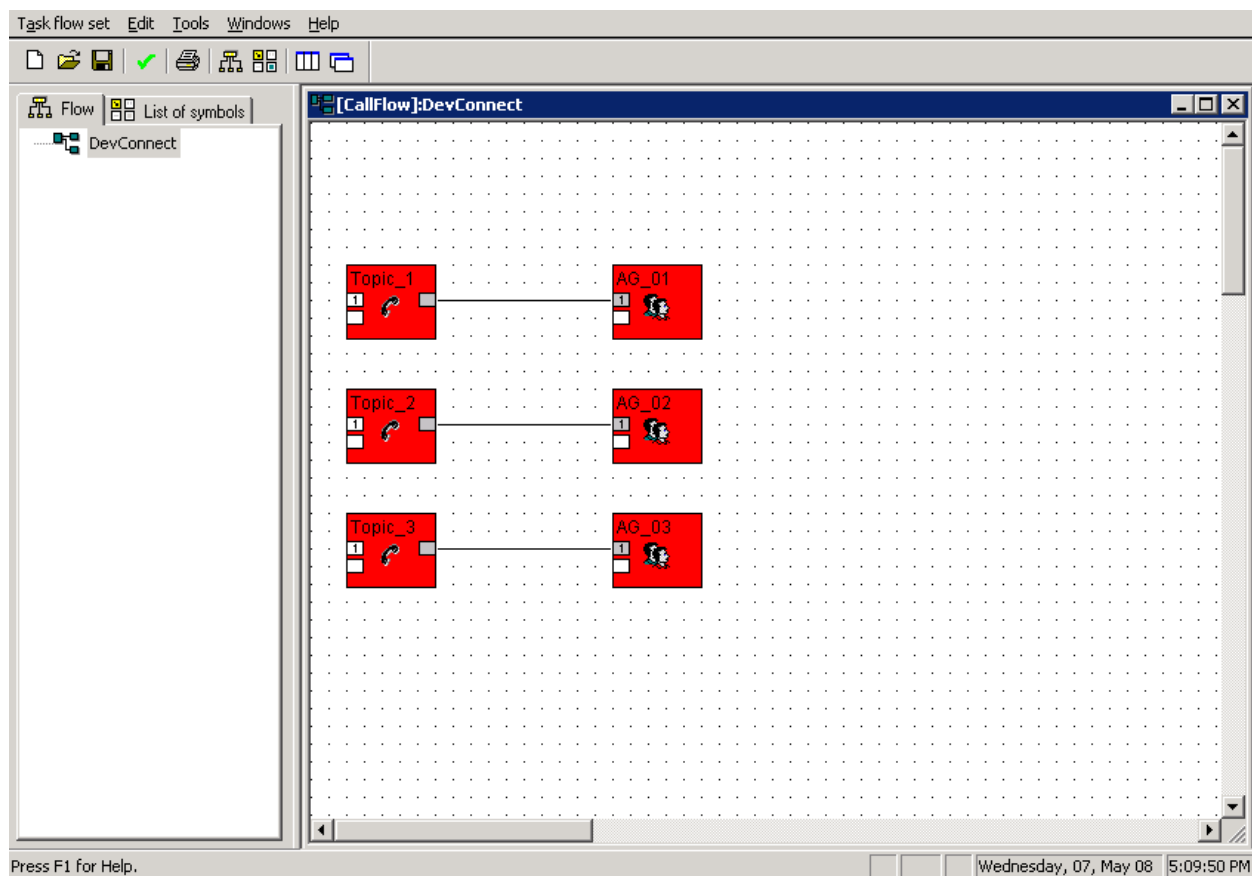 Task flow set Edit Tools Windows Help
Flow List of symbols
DevConnect
[CallFlow]:DevConnect
Topic_1 AG_01
1 1
Topic_2 AG_02
1 1
Topic_3 AG_03
1 1
Press F1 for Help. Wednesday, 07, May 08 5:09:50 PM